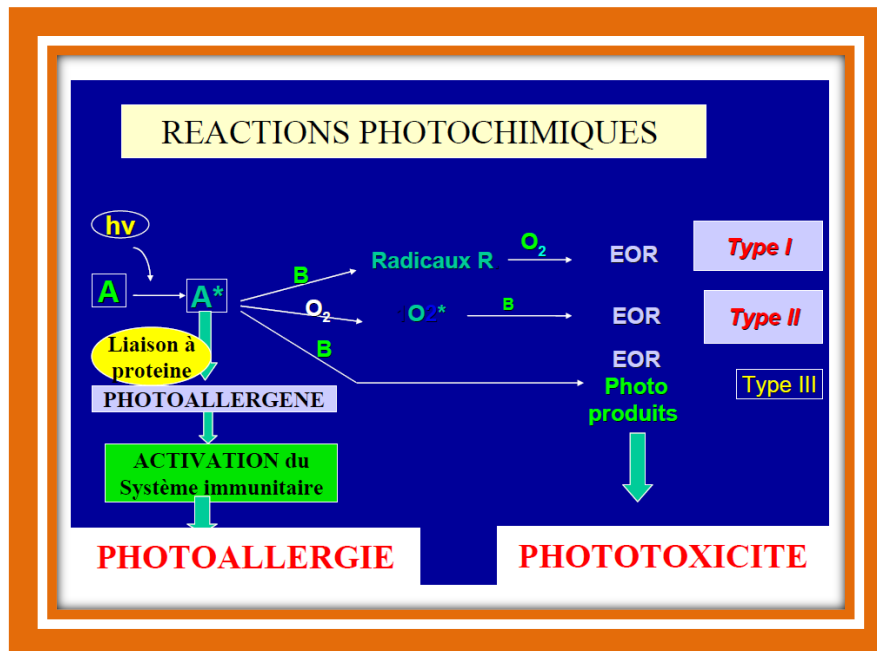 REACTIONS PHOTOCHIMIQUES
hv
A
A*
B
Radicaux R
O2
EOR
Type I
O2
1O2*
B
EOR
Type II
B
EOR
Photo
produits
Type III
Liaison à
proteine
PHOTOALLERGENE
ACTIVATION du
Système immunitaire
PHOTOALLERGIE
PHOTOTOXICITE